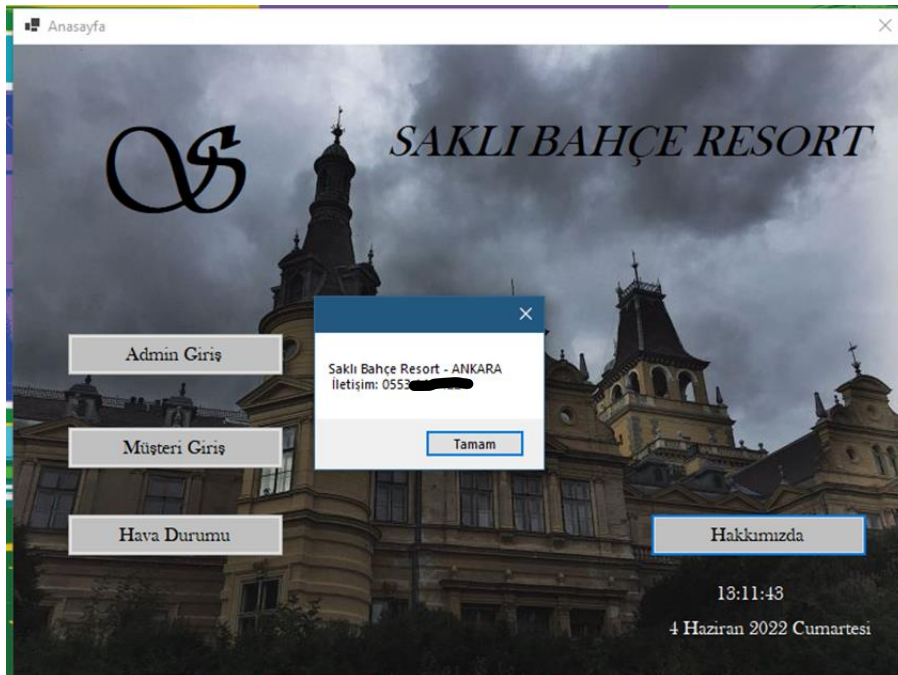 Anasayfa
S
SAKLI BAHÇE RESORT
Admin Giriş
Saklı Bahçe Resort - ANKARA
İletişim: 0553
Tamam
Müşteri Giriş
Hava Durumu
Hakkımızda
13:11:43
4 Haziran 2022 Cumartesi